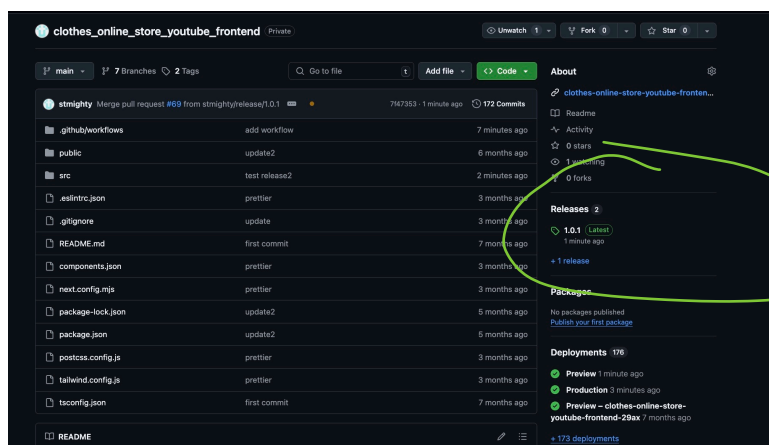 clothes_online_store_youtube_frontend Private
Unwatch 1
Fork 0
Star 0
main
7 Branches
2 Tags
Go to file
t
Add file
Code
stmighty Merge pull request #69 from stmighty/release/1.0.1
7f47353 · 1 minute ago
172 Commits
.github/workflows add workflow 7 minutes ago
public update2 6 months ago
src test release2 2 minutes ago
.eslintrc.json prettier 3 months ago
.gitignore update 3 months ago
README.md first commit 7 months ago
components.json prettier 3 months ago
next.config.mjs prettier 3 months ago
package-lock.json update2 5 months ago
package.json update2 5 months ago
postcss.config.js prettier 3 months ago
tailwind.config.js prettier 3 months ago
tsconfig.json first commit 7 months ago
README
About
clothes-online-store-youtube-fronten...
Readme
Activity
0 stars
1 watching
0 forks
Releases 2
1.0.1 Latest
1 minute ago
+ 1 release
Packages
No packages published
Publish your first package
Deployments 176
Preview 1 minute ago
Production 3 minutes ago
Preview – clothes-online-store-
youtube-frontend-29ax 7 months ago
+ 173 deployments